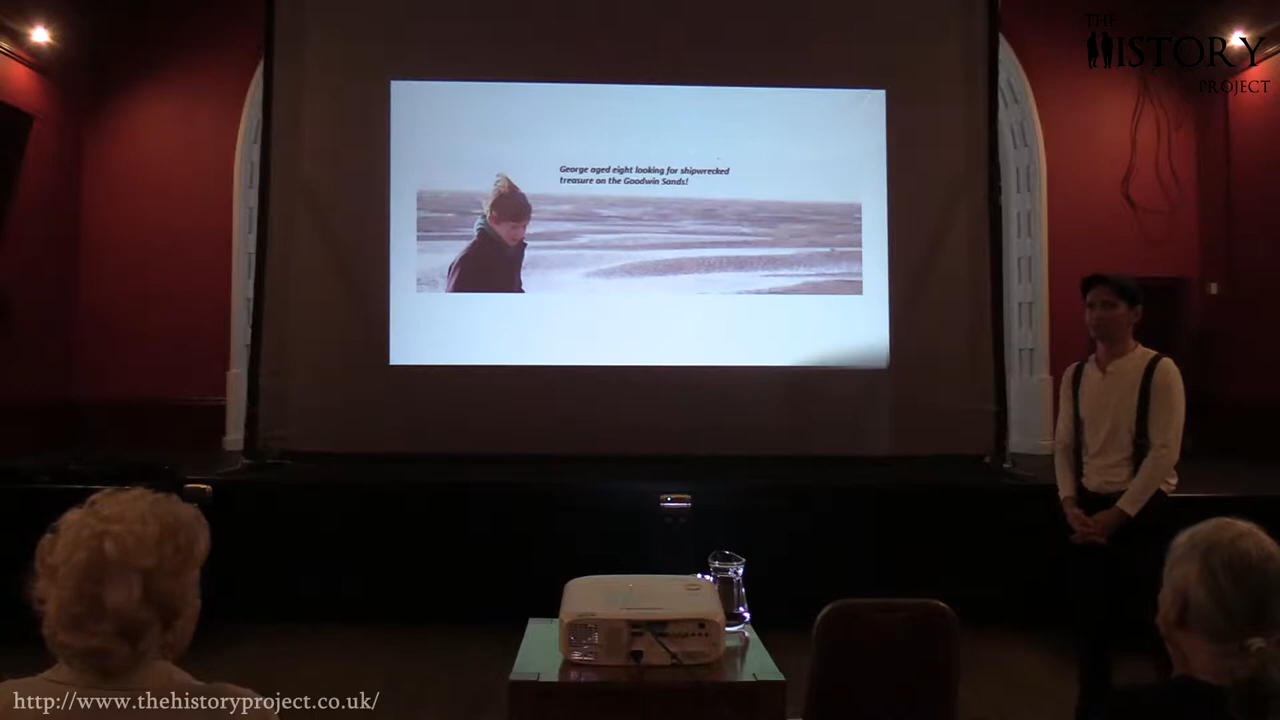 THE
HISTORY
PROJECT
George aged eight looking for shipwrecked
treasure on the Goodwin Sands!
http://www.thehistoryproject.co.uk/